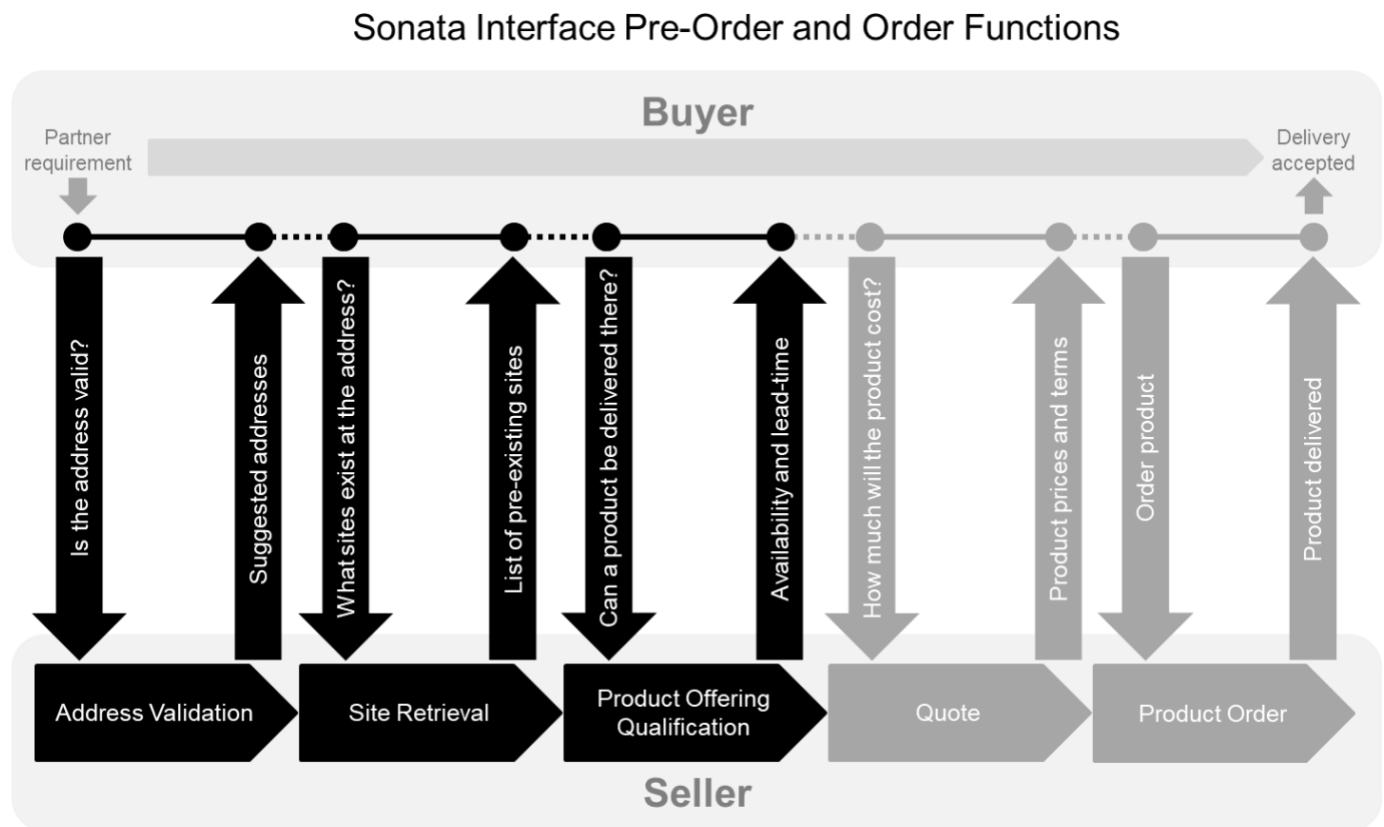 Sonata Interface Pre-Order and Order Functions
Buyer
Partner
requirement
Delivery
accepted
Is the address valid?
Suggested addresses
What sites exist at the address?
List of pre-existing sites
Can a product be delivered there?
Availability and lead-time
How much will the product cost?
Product prices and terms
Order product
Product delivered
Address Validation
Site Retrieval
Product Offering
Qualification
Quote
Product Order
Seller